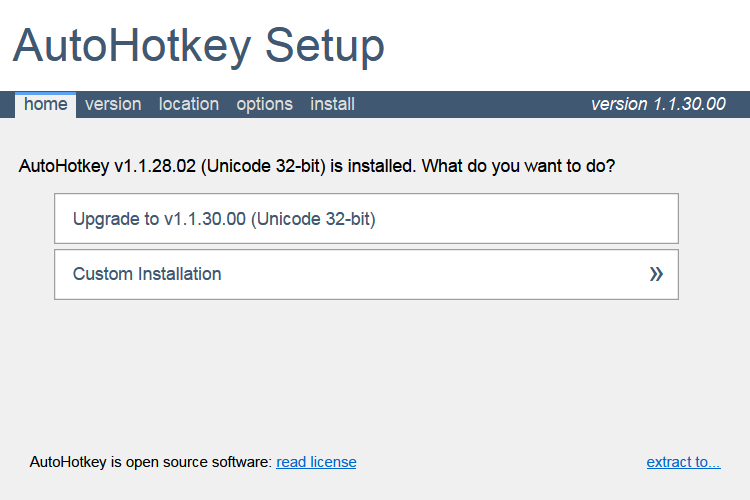 AutoHotkey Setup
home version location options install version 1.1.30.00
AutoHotkey v1.1.28.02 (Unicode 32-bit) is installed. What do you want to do?
Upgrade to v1.1.30.00 (Unicode 32-bit)
Custom Installation »
AutoHotkey is open source software: read license extract to...